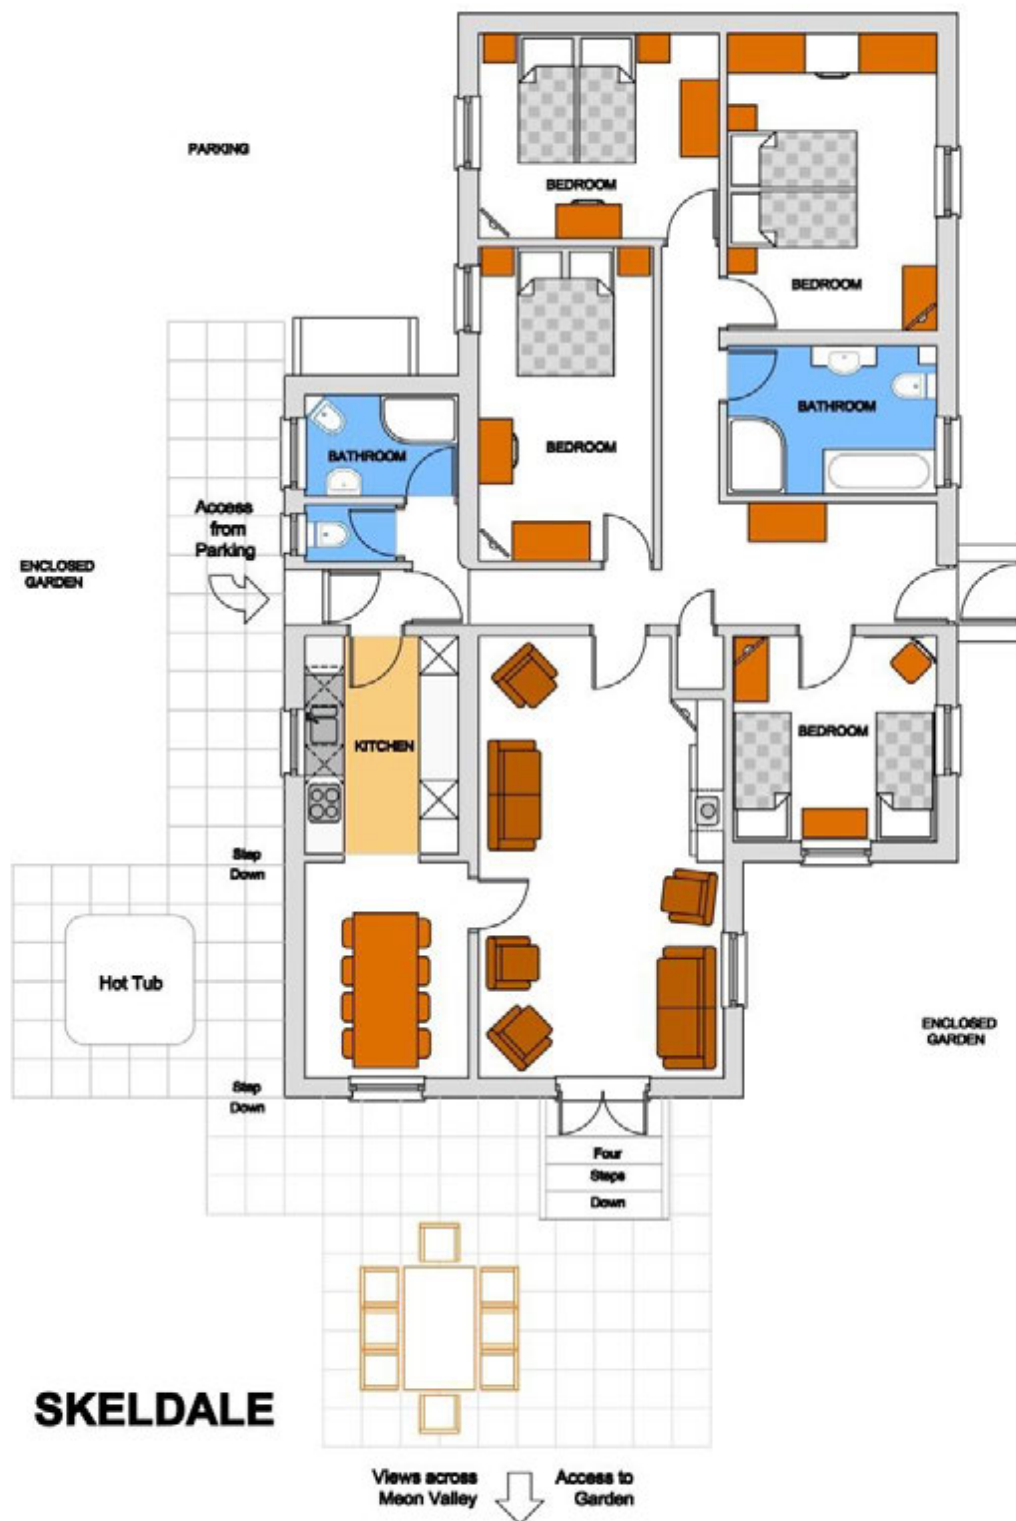 PARKING
BEDROOM
BEDROOM
BATHROOM
BEDROOM
BATHROOM
Access
from
Parking
ENCLOSED
GARDEN
KITCHEN
BEDROOM
Step
Down
Hot Tub
ENCLOSED
GARDEN
Step
Down
Four
Steps
Down
SKELDALE
Views across
Meon Valley
Access to
Garden